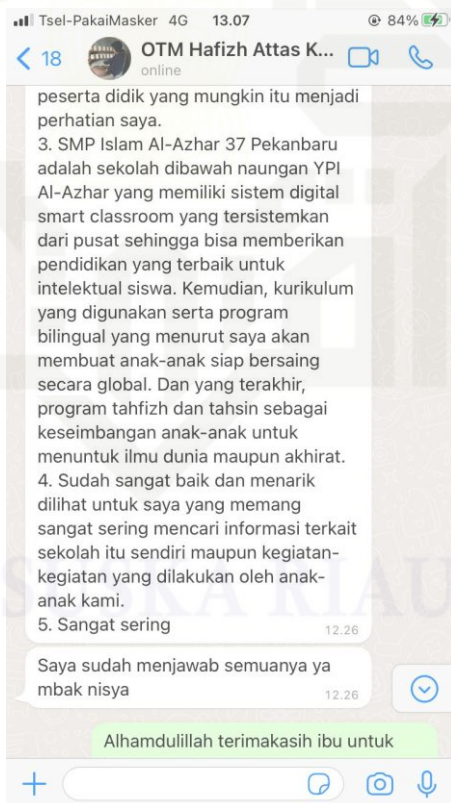 Tsel-PakaiMasker 4G 13.07 84%
18 OTM Hafizh Attas K...
online
peserta didik yang mungkin itu menjadi
perhatian saya.
3. SMP Islam Al-Azhar 37 Pekanbaru
adalah sekolah dibawah naungan YPI
Al-Azhar yang memiliki sistem digital
smart classroom yang tersistemkan
dari pusat sehingga bisa memberikan
pendidikan yang terbaik untuk
intelektual siswa. Kemudian, kurikulum
yang digunakan serta program
bilingual yang menurut saya akan
membuat anak-anak siap bersaing
secara global. Dan yang terakhir,
program tahfizh dan tahsin sebagai
keseimbangan anak-anak untuk
menuntuk ilmu dunia maupun akhirat.
4. Sudah sangat baik dan menarik
dilihat untuk saya yang memang
sangat sering mencari informasi terkait
sekolah itu sendiri maupun kegiatan-
kegiatan yang dilakukan oleh anak-
anak kami.
5. Sangat sering 12.26
Saya sudah menjawab semuanya ya
mbak nisya 12.26
Alhamdulillah terimakasih ibu untuk
SUSKA RIAU